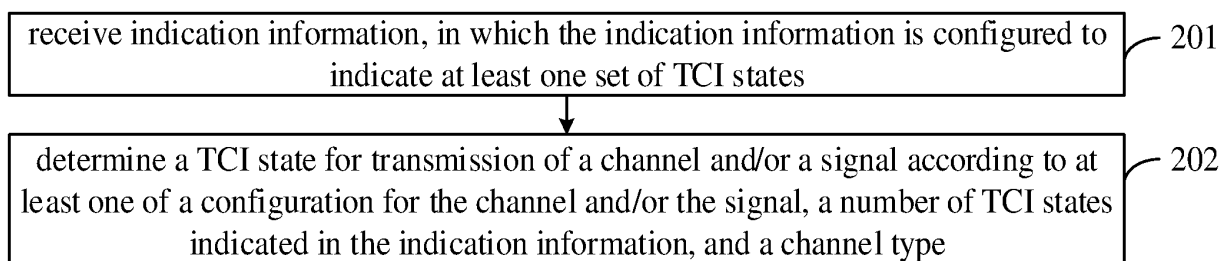 receive indication information, in which the indication information is configured to
indicate at least one set of TCI states
201
determine a TCI state for transmission of a channel and/or a signal according to at
least one of a configuration for the channel and/or the signal, a number of TCI states
indicated in the indication information, and a channel type
202